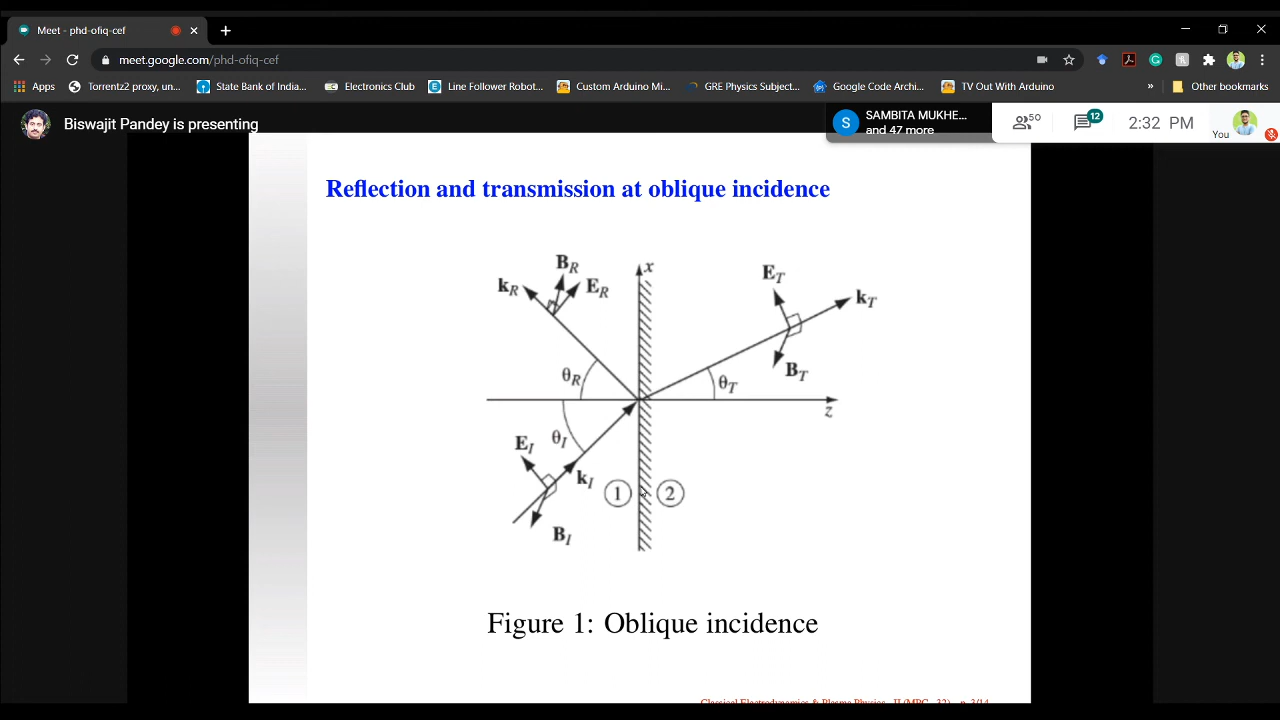 Meet - phd-ofiq-cef
meet.google.com/phd-ofiq-cef
Apps Torrentz2 proxy, un... State Bank of India... Electronics Club Line Follower Robot... Custom Arduino Mi... GRE Physics Subject... Google Code Archi... TV Out With Arduino » Other bookmarks
Biswajit Pandey is presenting
S SAMBITA MUKHE...
and 47 more
50 12 2:32 PM
You
Reflection and transmission at oblique incidence
B_R
E_R
k_R
x
E_T
k_T
B_T
θ_R
θ_T
z
θ_I
E_I
k_I
1 2
B_I
Figure 1: Oblique incidence
Classical Electrodynamics & Plasma Physics